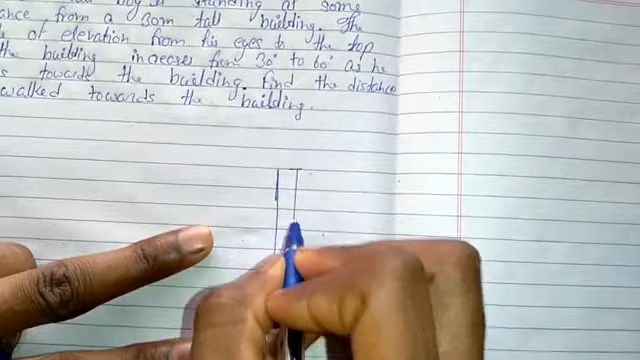 boy is standing at some
ance from a 30m tall building. The
of elevation from his eyes to the top
the building increases from 30° to 60° as he
s towards the building. Find the distance
walked towards the building.